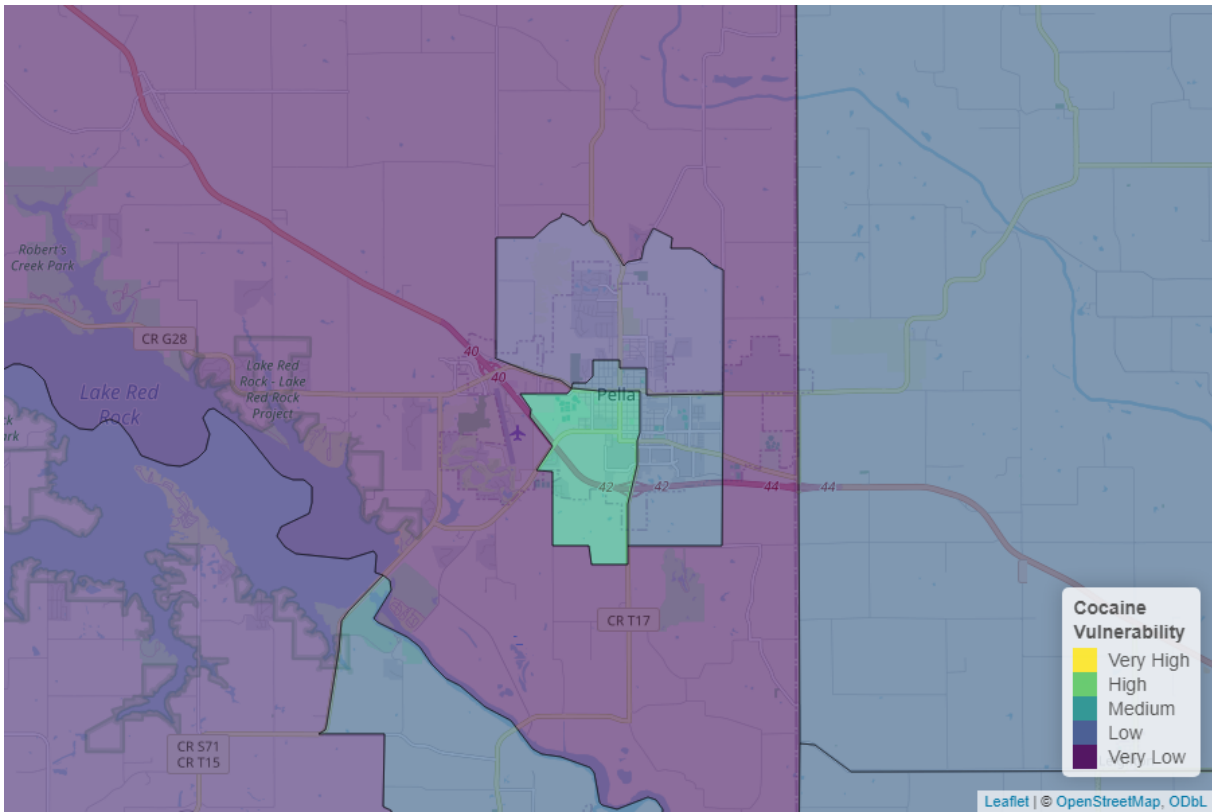 Robert's
Creek Park
CR G28
Lake Red
Rock
Lake Red
Rock - Lake
Red Rock
Project
40
40
Pella
42
42
44
44
CR T17
CR S71
CR T15
Cocaine
Vulnerability
Very High
High
Medium
Low
Very Low
Leaflet | © OpenStreetMap, ODbL